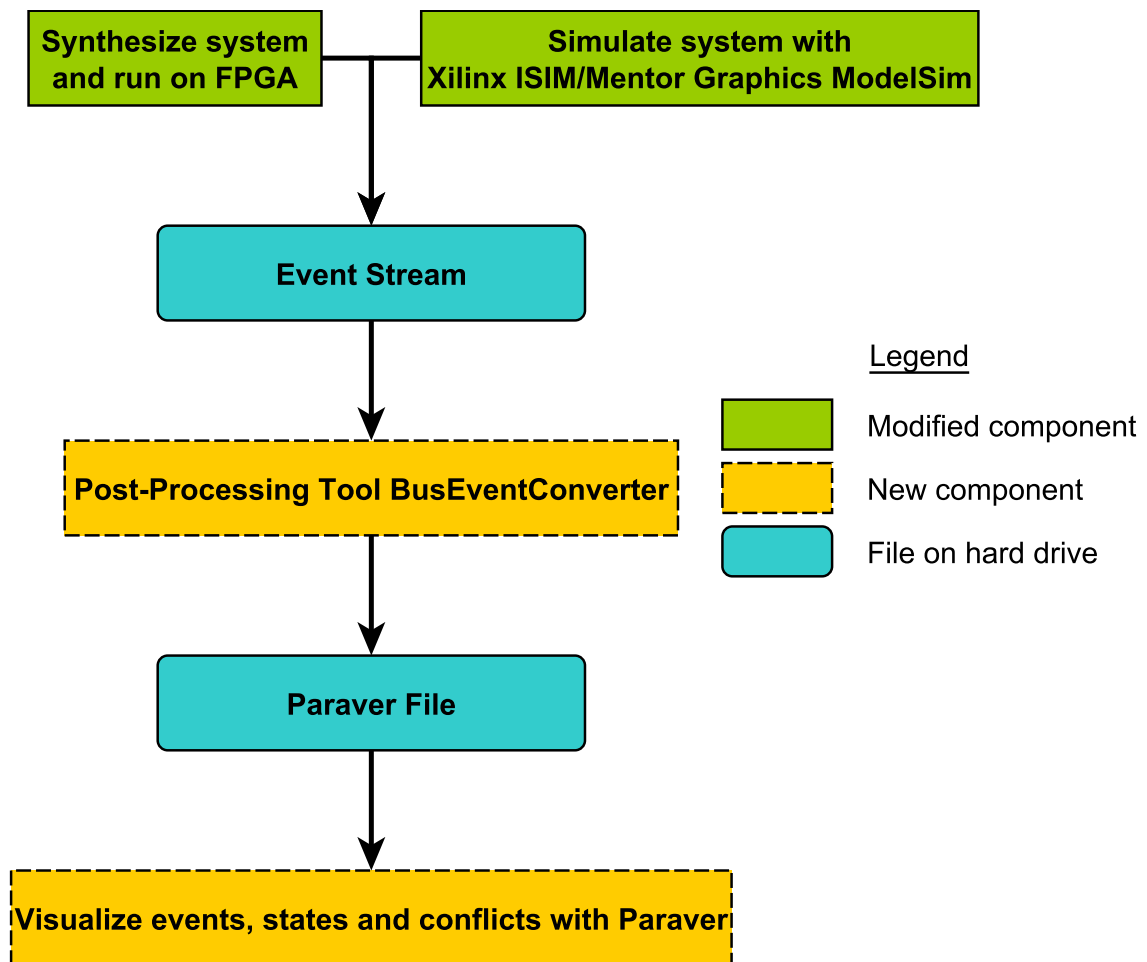 Synthesize system
and run on FPGA
Simulate system with
Xilinx ISIM/Mentor Graphics ModelSim
Event Stream
Post-Processing Tool BusEventConverter
Paraver File
Visualize events, states and conflicts with Paraver
Legend
Modified component
New component
File on hard drive